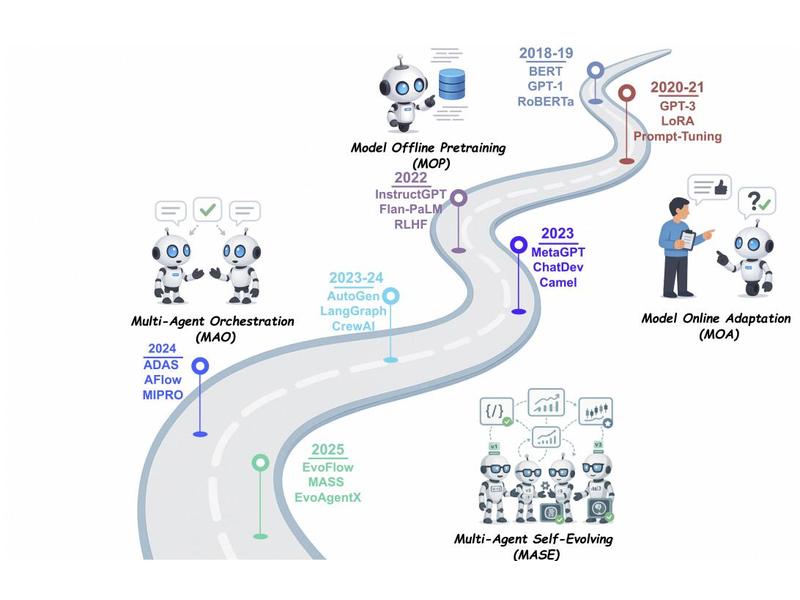 2018-19
BERT
GPT-1
RoBERTa
2020-21
GPT-3
LoRA
Prompt-Tuning
Model Offline Pretraining
(MOP)
2022
InstructGPT
Flan-PaLM
RLHF
2023
MetaGPT
ChatDev
Camel
Model Online Adaptation
(MOA)
Multi-Agent Orchestration
(MAO)
2023-24
AutoGen
LangGraph
CrewAI
2024
ADAS
AFlow
MIPRO
2025
EvoFlow
MASS
EvoAgentX
{/}
v1
v3
Multi-Agent Self-Evolving
(MASE)